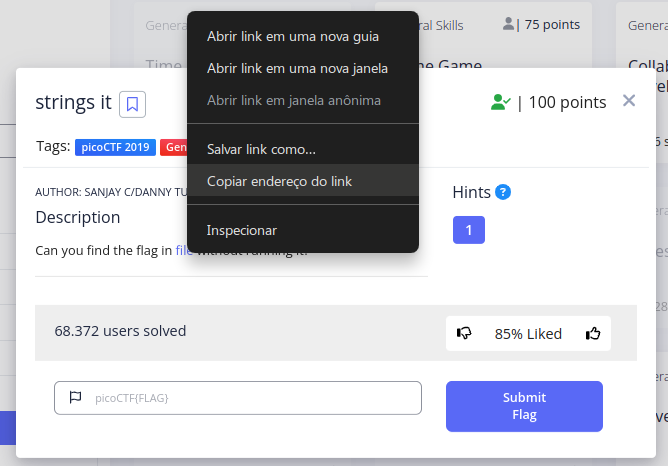 General
ral Skills
| 75 points
Genera
Time
ne Game
Collab
Abrir link em uma nova guia
Abrir link em uma nova janela
Abrir link em janela anônima
Salvar link como...
Copiar endereço do link
Inspecionar
strings it
| 100 points
×
Tags: picoCTF 2019 Gen
AUTHOR: SANJAY C/DANNY TU
Hints ?
Description
1
Can you find the flag in file without running it?
68.372 users solved
85% Liked
picoCTF{FLAG}
Submit
Flag